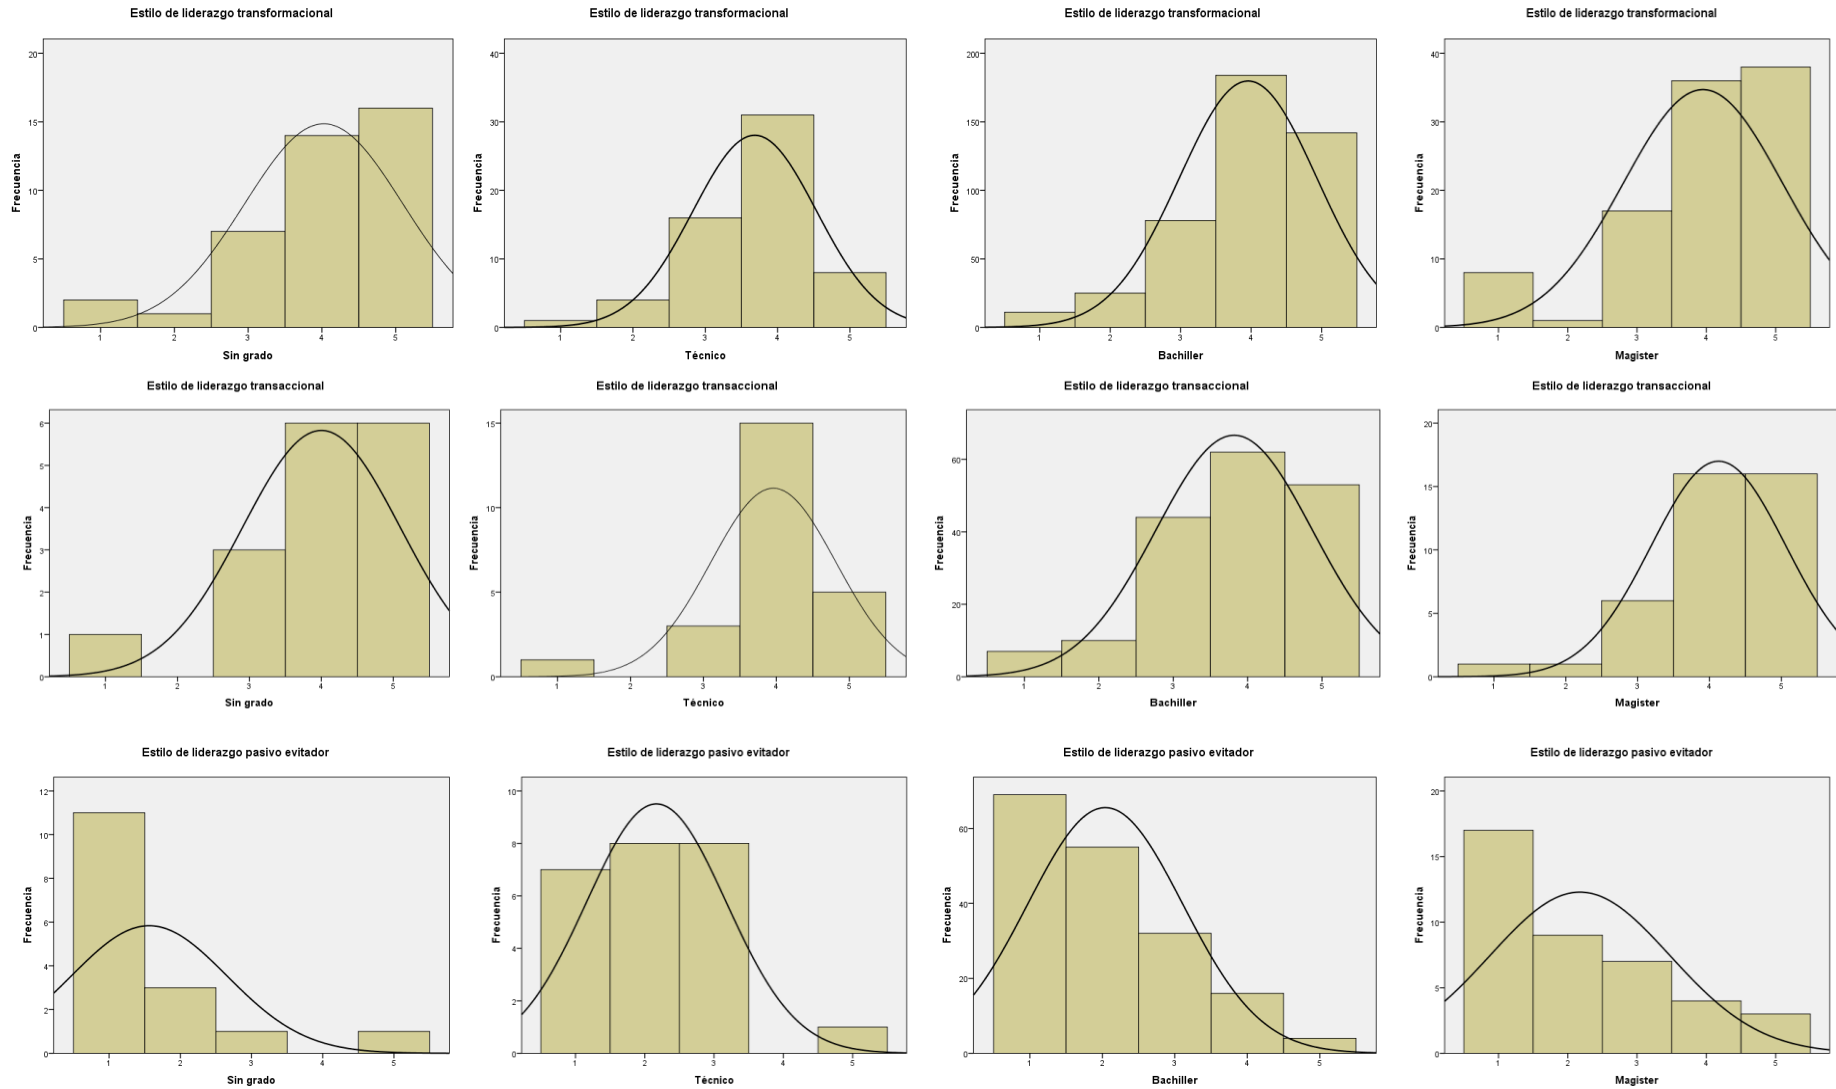 Estilo de liderazgo transformacional
20
15
10
5
0
Frecuencia
1 2 3 4 5
Sin grado
Estilo de liderazgo transformacional
40
30
20
10
0
Frecuencia
1 2 3 4 5
Técnico
Estilo de liderazgo transformacional
200
150
100
50
0
Frecuencia
1 2 3 4 5
Bachiller
Estilo de liderazgo transformacional
40
30
20
10
0
Frecuencia
1 2 3 4 5
Magister
Estilo de liderazgo transaccional
6
5
4
3
2
1
0
Frecuencia
1 2 3 4 5
Sin grado
Estilo de liderazgo transaccional
15
10
5
0
Frecuencia
1 2 3 4 5
Técnico
Estilo de liderazgo transaccional
60
40
20
0
Frecuencia
1 2 3 4 5
Bachiller
Estilo de liderazgo transaccional
20
15
10
5
0
Frecuencia
1 2 3 4 5
Magister
Estilo de liderazgo pasivo evitador
12
10
8
6
4
2
0
Frecuencia
1 2 3 4 5
Sin grado
Estilo de liderazgo pasivo evitador
10
8
6
4
2
0
Frecuencia
1 2 3 4 5
Técnico
Estilo de liderazgo pasivo evitador
60
40
20
0
Frecuencia
1 2 3 4 5
Bachiller
Estilo de liderazgo pasivo evitador
20
15
10
5
0
Frecuencia
1 2 3 4 5
Magister